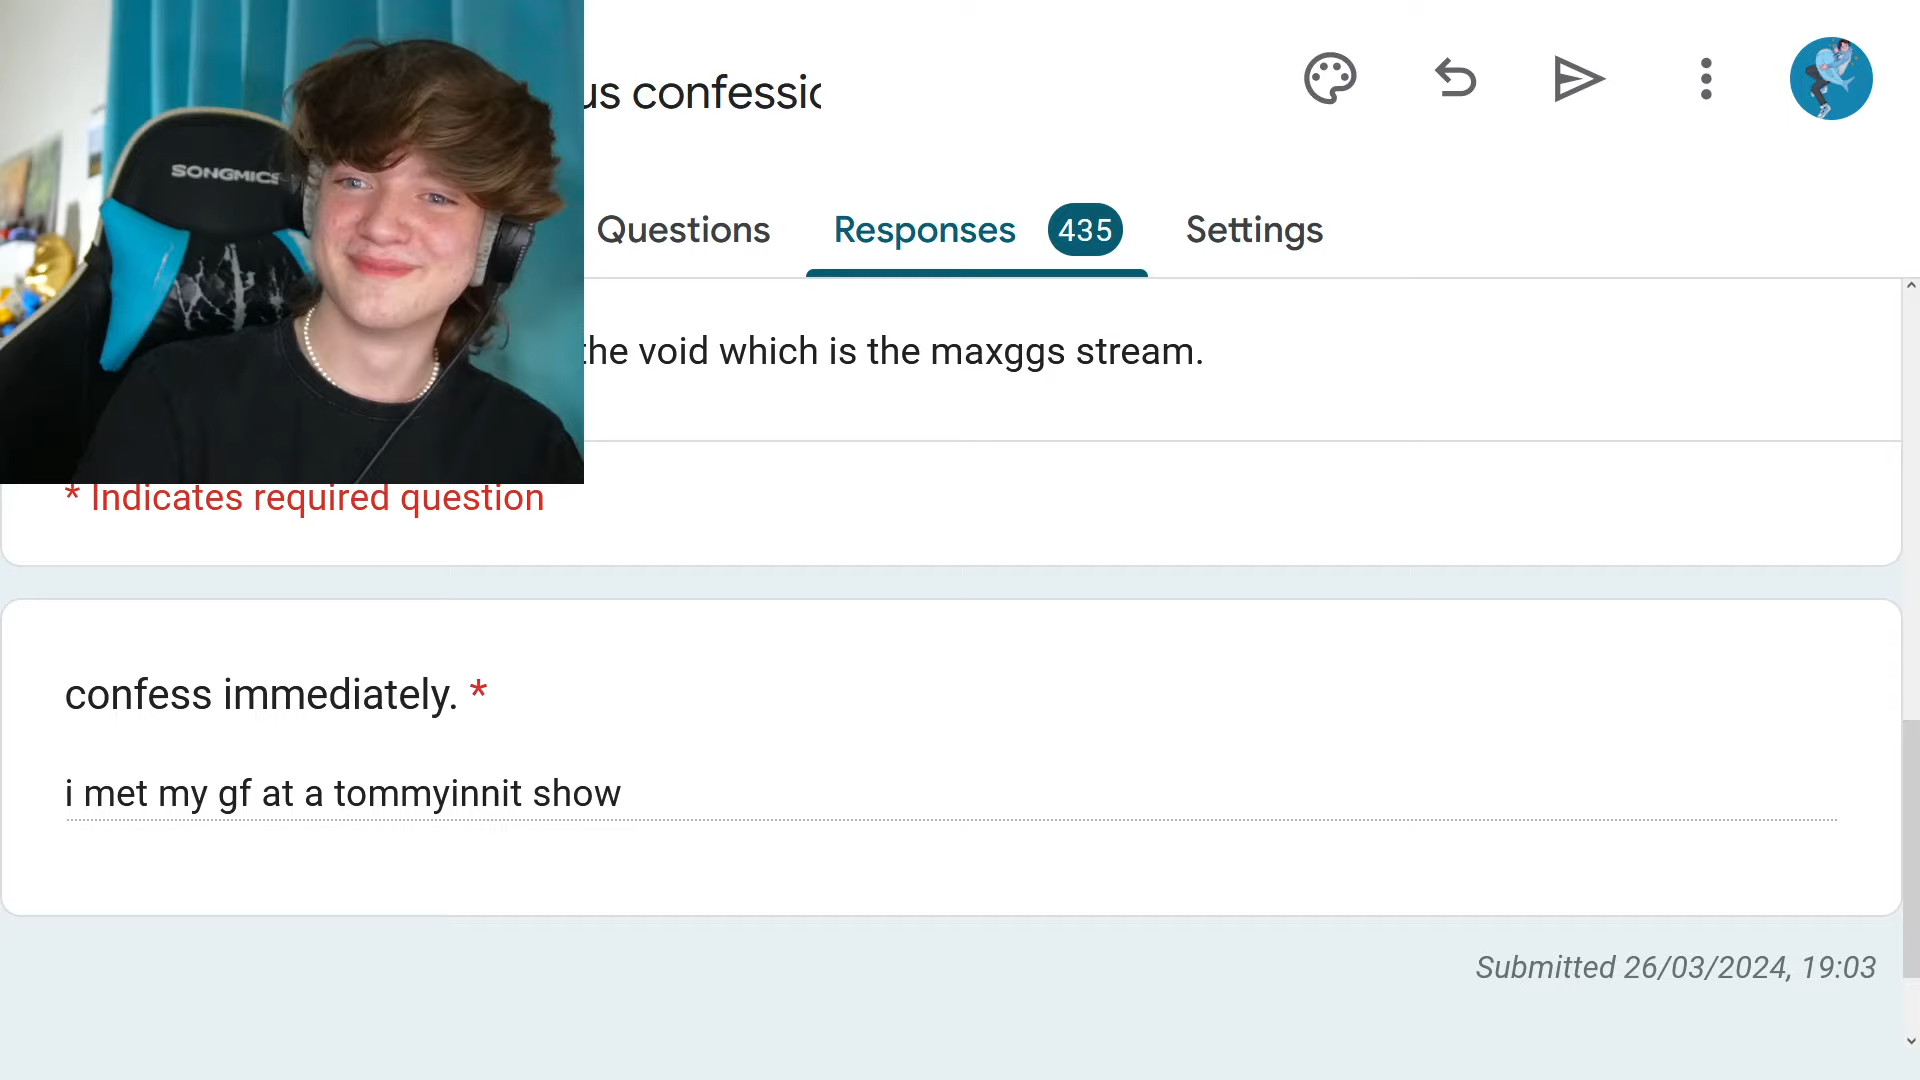 SONGMICS
us confessio
Questions
Responses 435
Settings
the void which is the maxggs stream.
* Indicates required question
confess immediately. *
i met my gf at a tommyinnit show
Submitted 26/03/2024, 19:03